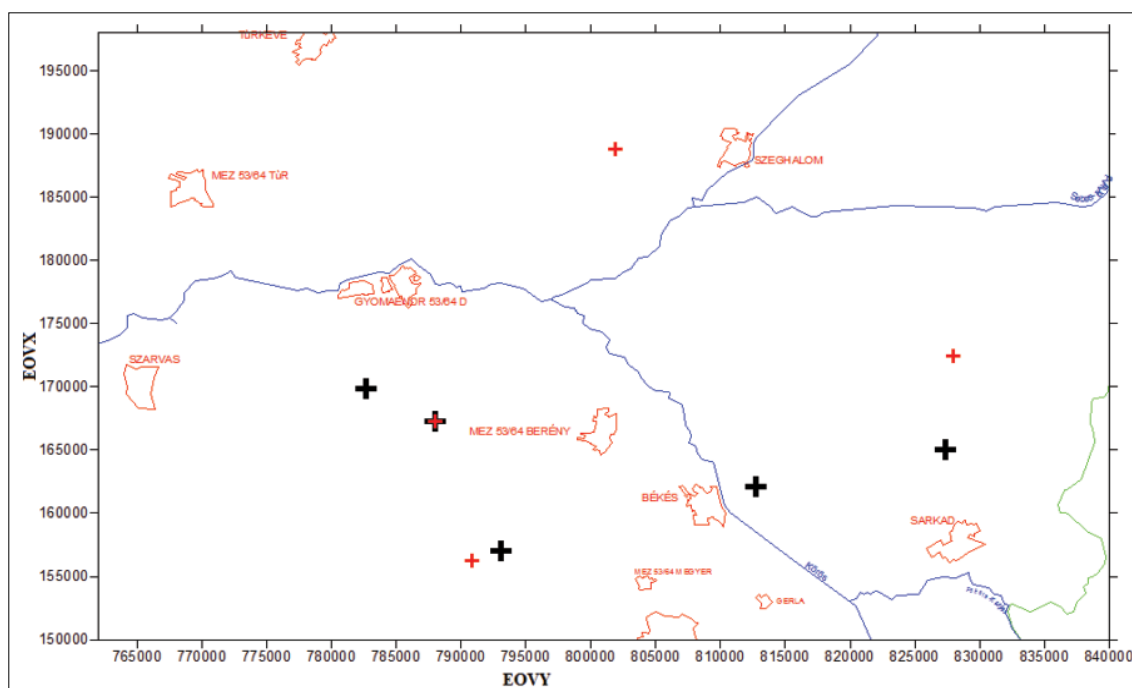 TÚRKEVE
195000
190000
SZEGHALOM
185000
MEZ 53/64 TÚR
180000
GYOMAENDR 53/64 D
175000
EOVX
SZARVAS
170000
MEZ 53/64 BERÉNY
165000
BÉKÉS
160000
SARKAD
MEZ 53/64 MEGYER
155000
Körös
GERLA
150000
765000 770000 775000 780000 785000 790000 795000 800000 805000 810000 815000 820000 825000 830000 835000 840000
EOVY